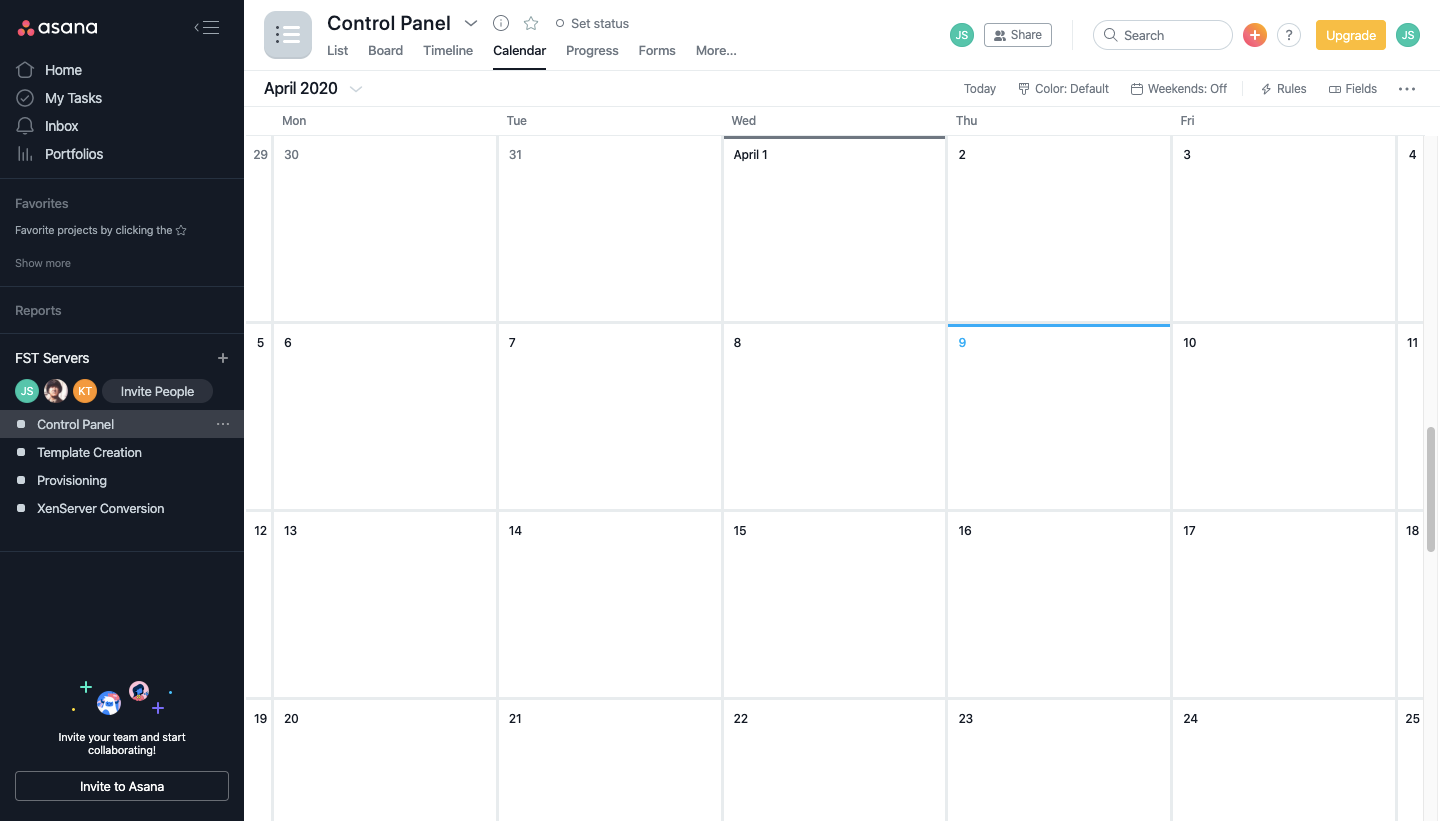 asana
Home
My Tasks
Inbox
Portfolios
Favorites
Favorite projects by clicking the
Show more
Reports
FST Servers
JS KT Invite People
Control Panel
Template Creation
Provisioning
XenServer Conversion
Invite your team and start
collaborating!
Invite to Asana
Control Panel Set status
List Board Timeline Calendar Progress Forms More...
JS Share Search ? Upgrade JS
April 2020 Today Color: Default Weekends: Off Rules Fields
Mon Tue Wed Thu Fri
29 30 31 April 1 2 3 4
5 6 7 8 9 10 11
12 13 14 15 16 17 18
19 20 21 22 23 24 25